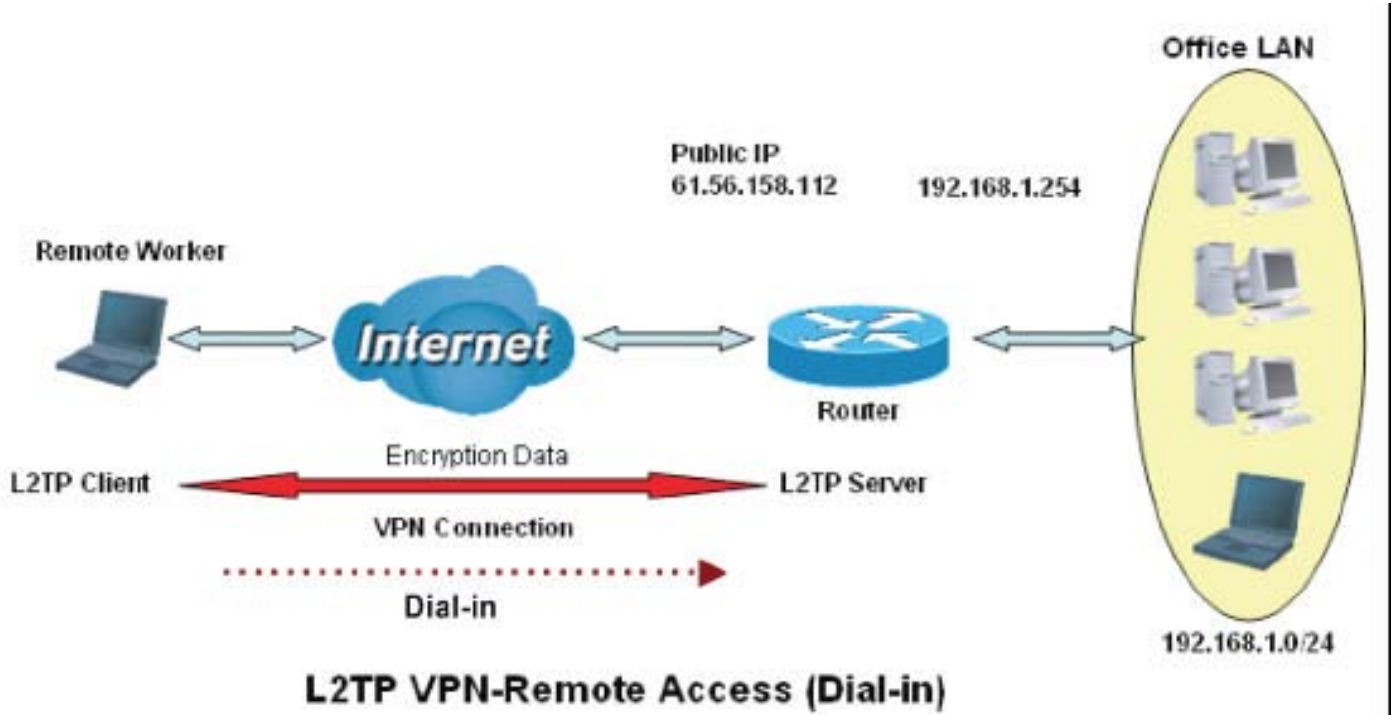 Office LAN
Public IP
61.56.158.112
192.168.1.254
Remote Worker
Internet
Router
Encryption Data
L2TP Client
L2TP Server
VPN Connection
Dial-in
192.168.1.0/24
L2TP VPN-Remote Access (Dial-in)